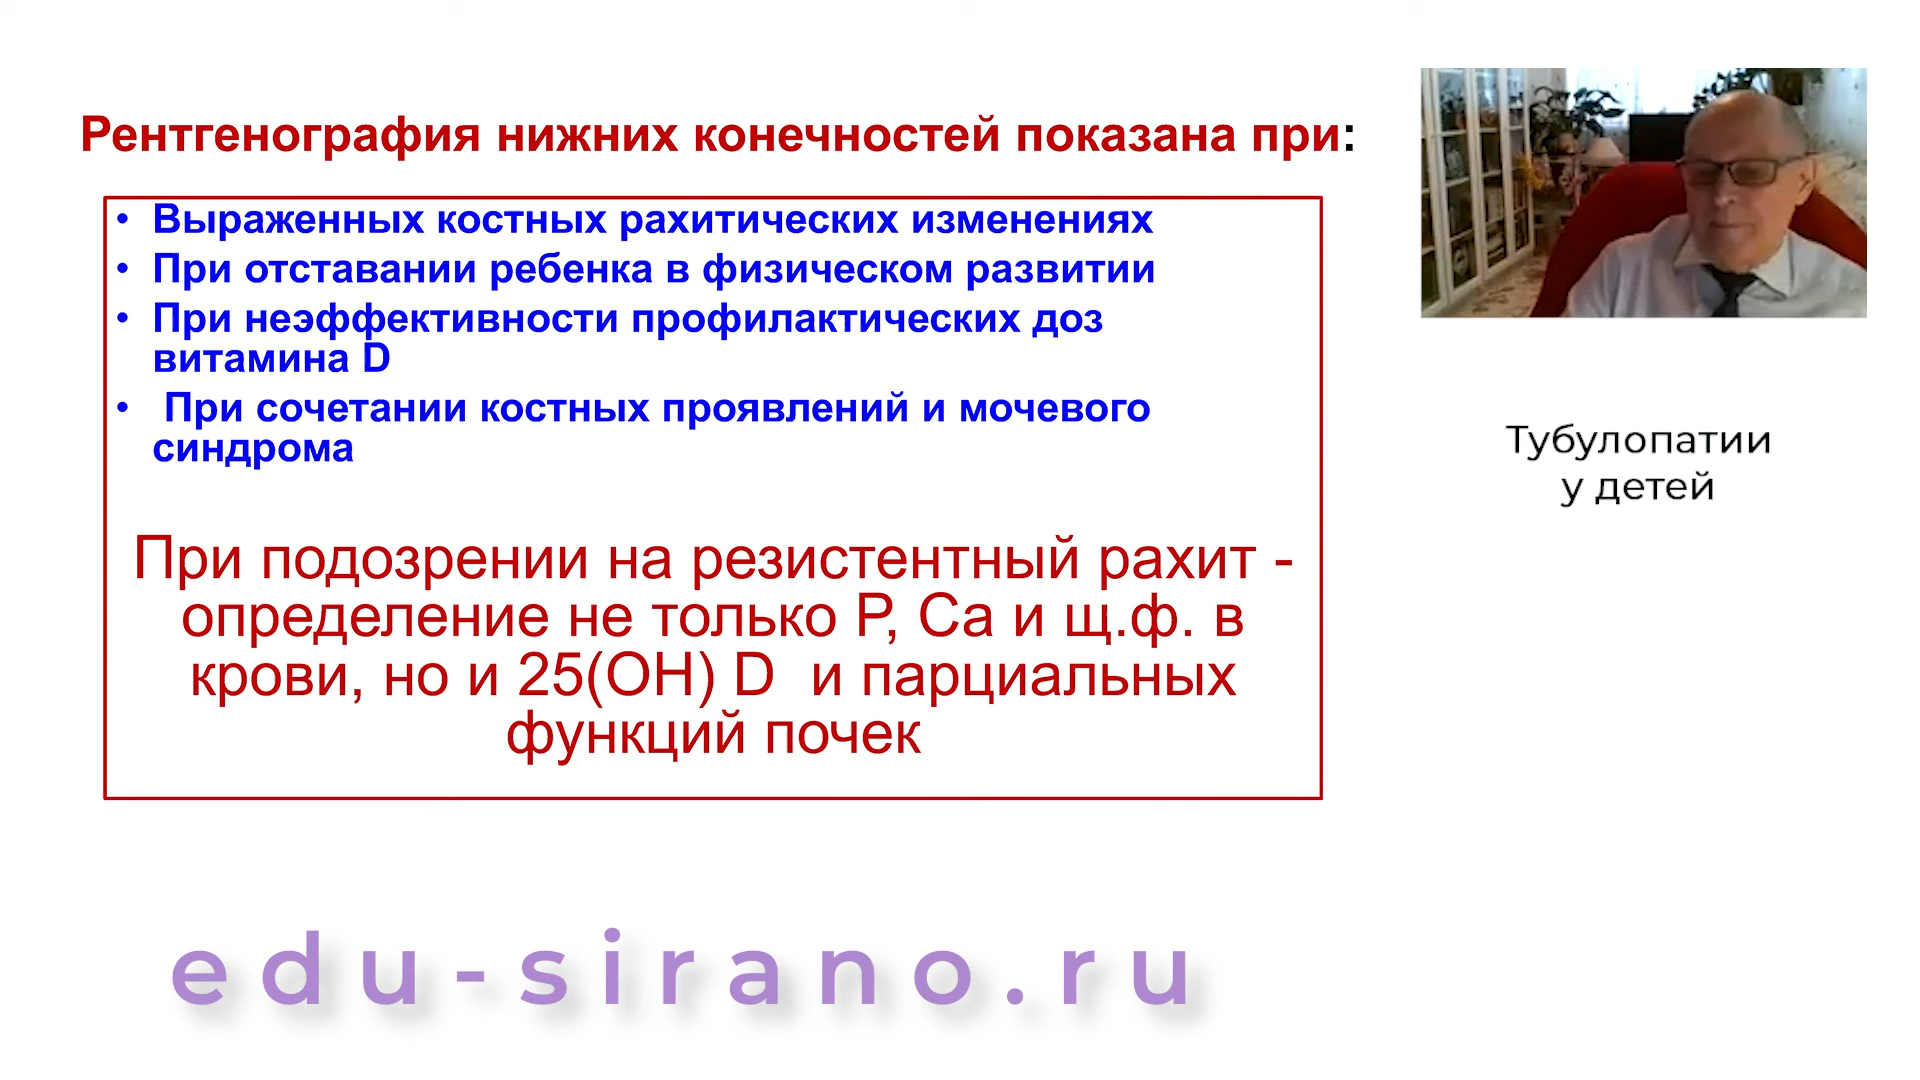 Рентгенография нижних конечностей показана при:
• Выраженных костных рахитических изменениях
• При отставании ребенка в физическом развитии
• При неэффективности профилактических доз
витамина D
• При сочетании костных проявлений и мочевого
синдрома
При подозрении на резистентный рахит -
определение не только Р, Са и щ.ф. в
крови, но и 25(ОН) D и парциальных
функций почек
Тубулопатии
у детей
edu-sirano.ru